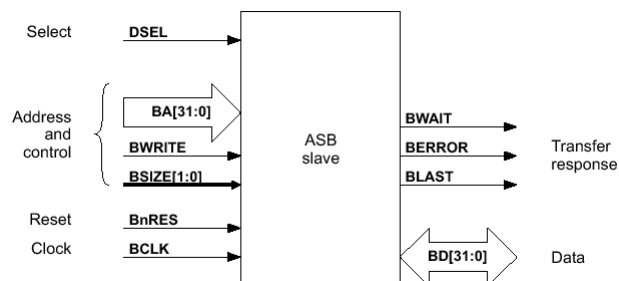 Select
DSEL
BA[31:0]
Address
and
control
BWRITE
BSIZE[1:0]
Reset
BnRES
Clock
BCLK
ASB
slave
BWAIT
BERROR
BLAST
Transfer
response
BD[31:0]
Data